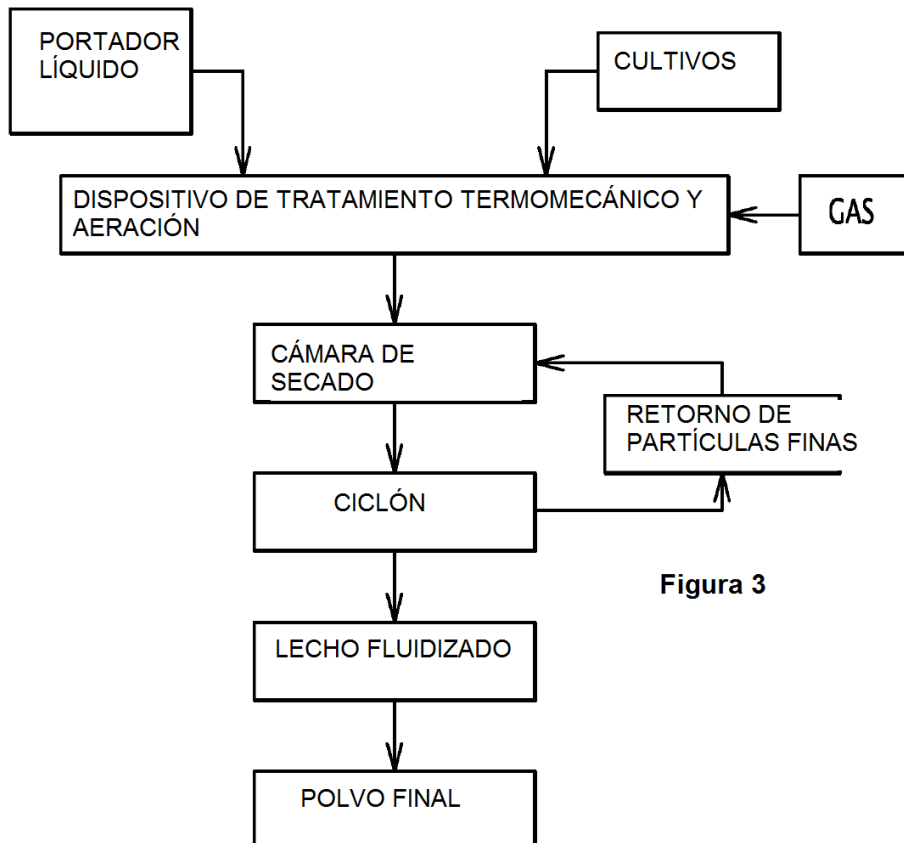 PORTADOR
LÍQUIDO
CULTIVOS
DISPOSITIVO DE TRATAMIENTO TERMOMECÁNICO Y
AERACIÓN
GAS
CÁMARA DE
SECADO
RETORNO DE
PARTÍCULAS FINAS
CICLÓN
Figura 3
LECHO FLUIDIZADO
POLVO FINAL